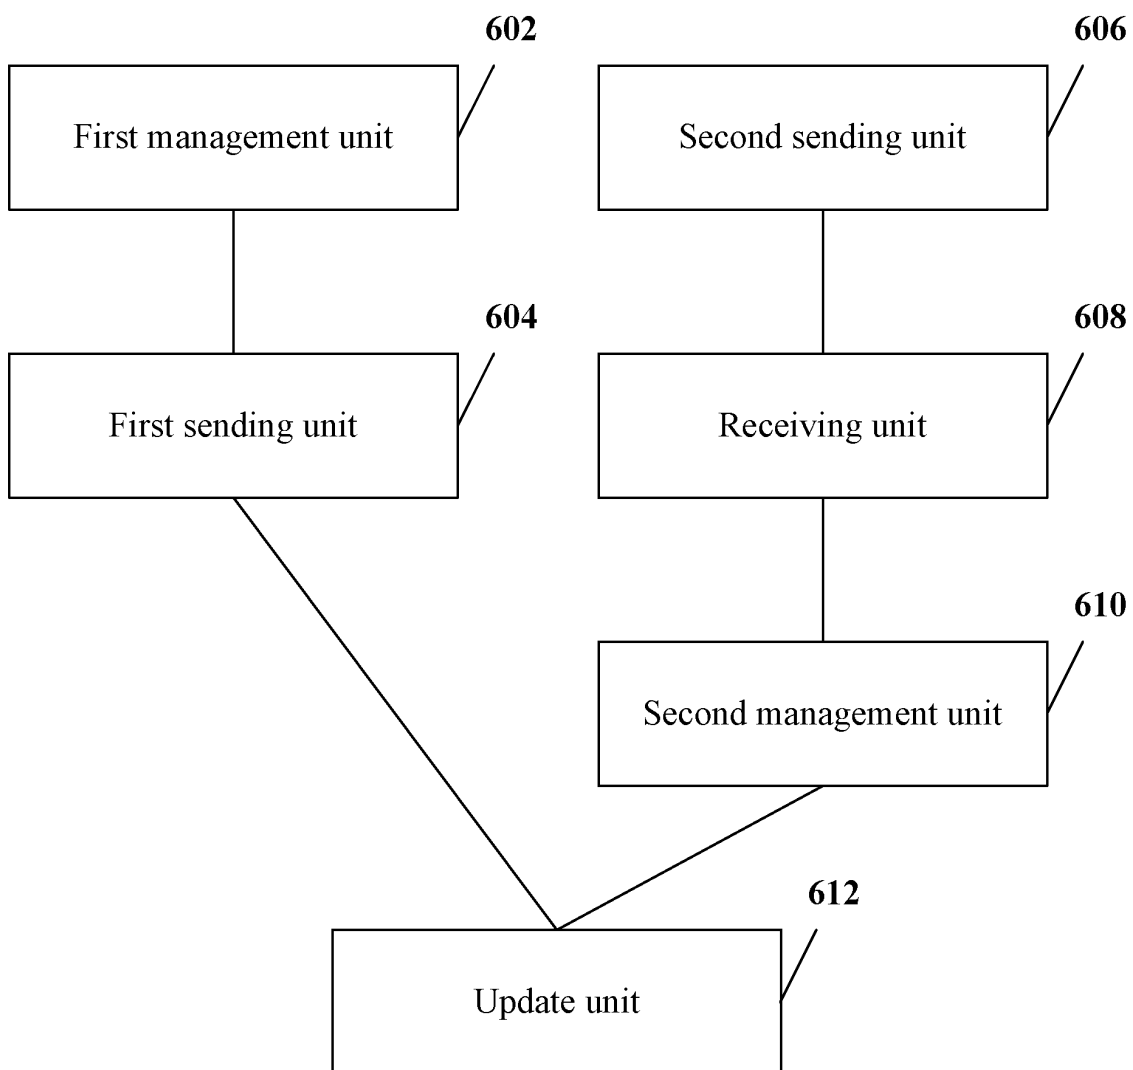 602
606
First management unit
Second sending unit
604
608
First sending unit
Receiving unit
610
Second management unit
612
Update unit